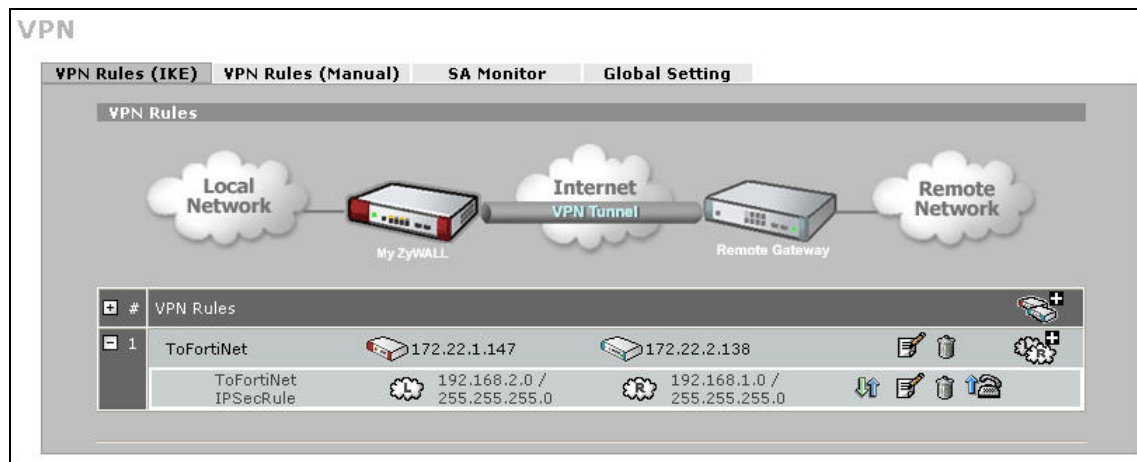 VPN
VPN Rules (IKE) VPN Rules (Manual) SA Monitor Global Setting
VPN Rules
Local
Network
Internet
VPN Tunnel
Remote
Network
My ZyWALL
Remote Gateway
# VPN Rules
1 ToFortiNet 172.22.1.147 172.22.2.138 R
ToFortiNet
IPSecRule
L 192.168.2.0 /
255.255.255.0
R 192.168.1.0 /
255.255.255.0